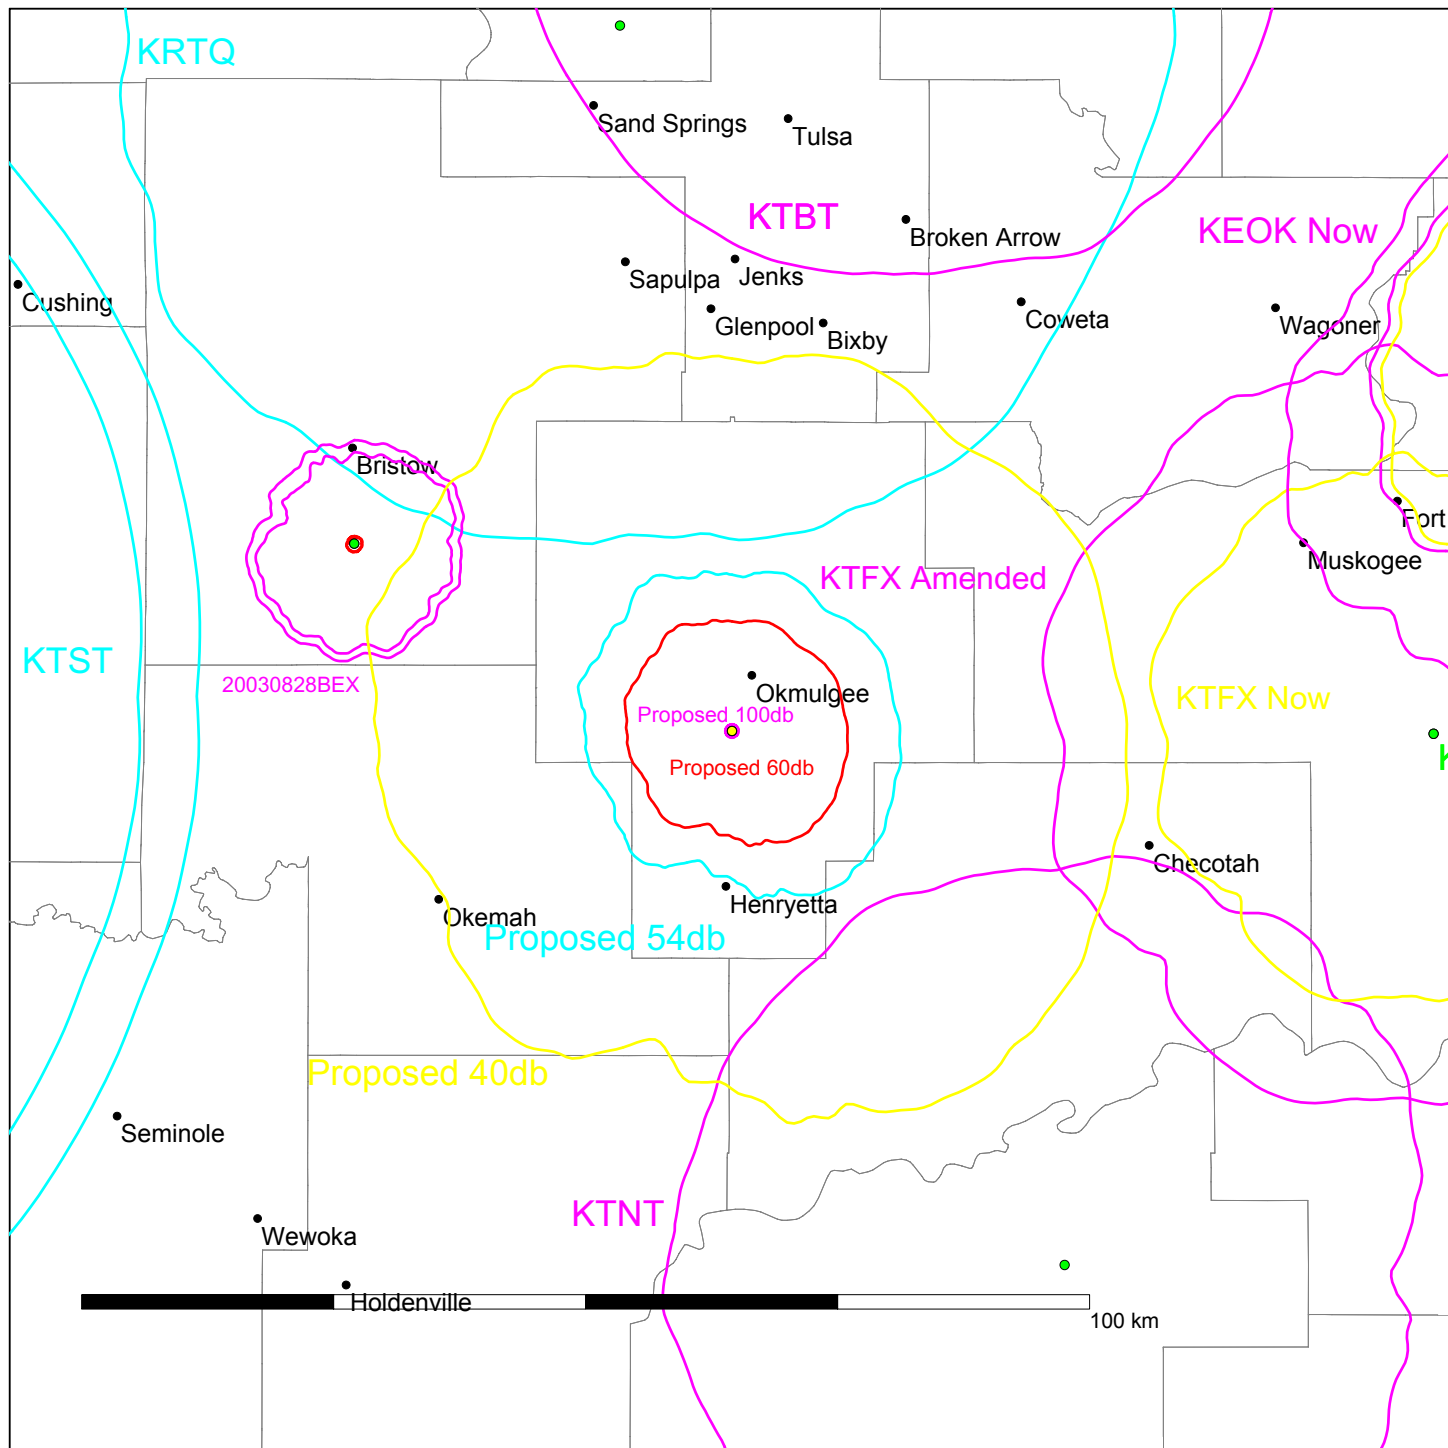 KRTQ
Sand Springs
Tulsa
KTBT
KEOK Now
Broken Arrow
Sapulpa
Jenks
Cushing
Glenpool
Bixby
Coweta
Wagoner
Bristow
Fort
Muskogee
KTFX Amended
KTST
20030828BEX
Okmulgee
KTFX Now
Proposed 100db
Proposed 60db
K
Checotah
Henryetta
Okemah
Proposed 54db
Proposed 40db
Seminole
KTNT
Wewoka
Holdenville
100 km